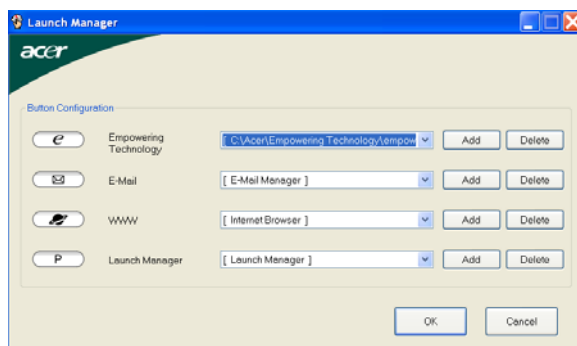 Launch Manager
acer
Button Configuration
e Empowering Technology [ C:\Acer\Empowering Technology\empow Add Delete
E-Mail [ E-Mail Manager ] Add Delete
WWW [ Internet Browser ] Add Delete
P Launch Manager [ Launch Manager ] Add Delete
OK Cancel